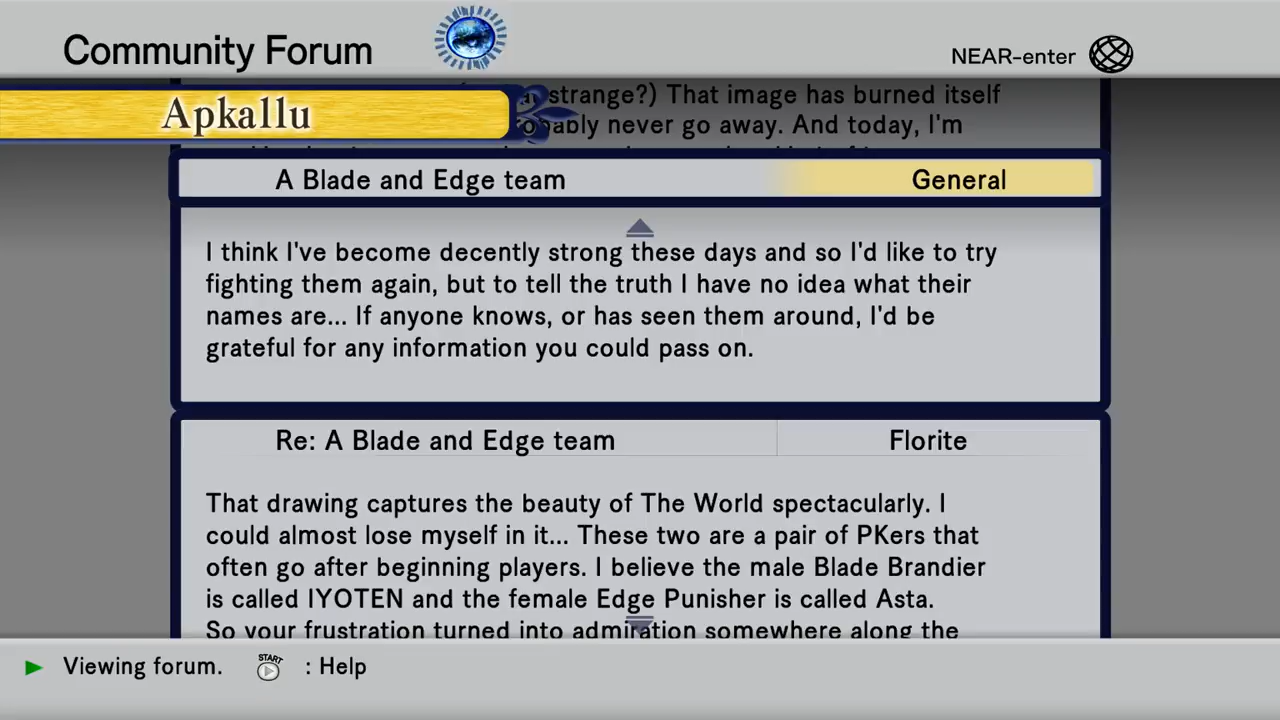 Community Forum
NEAR-enter
Apkallu
strange?) That image has burned itself
never go away. And today, I'm
A Blade and Edge team
General
I think I've become decently strong these days and so I'd like to try
fighting them again, but to tell the truth I have no idea what their
names are... If anyone knows, or has seen them around, I'd be
grateful for any information you could pass on.
Re: A Blade and Edge team
Florite
That drawing captures the beauty of The World spectacularly. I
could almost lose myself in it... These two are a pair of PKers that
often go after beginning players. I believe the male Blade Brandier
is called IYOTEN and the female Edge Punisher is called Asta.
So your frustration turned into admiration somewhere along the
Viewing forum.
START
: Help